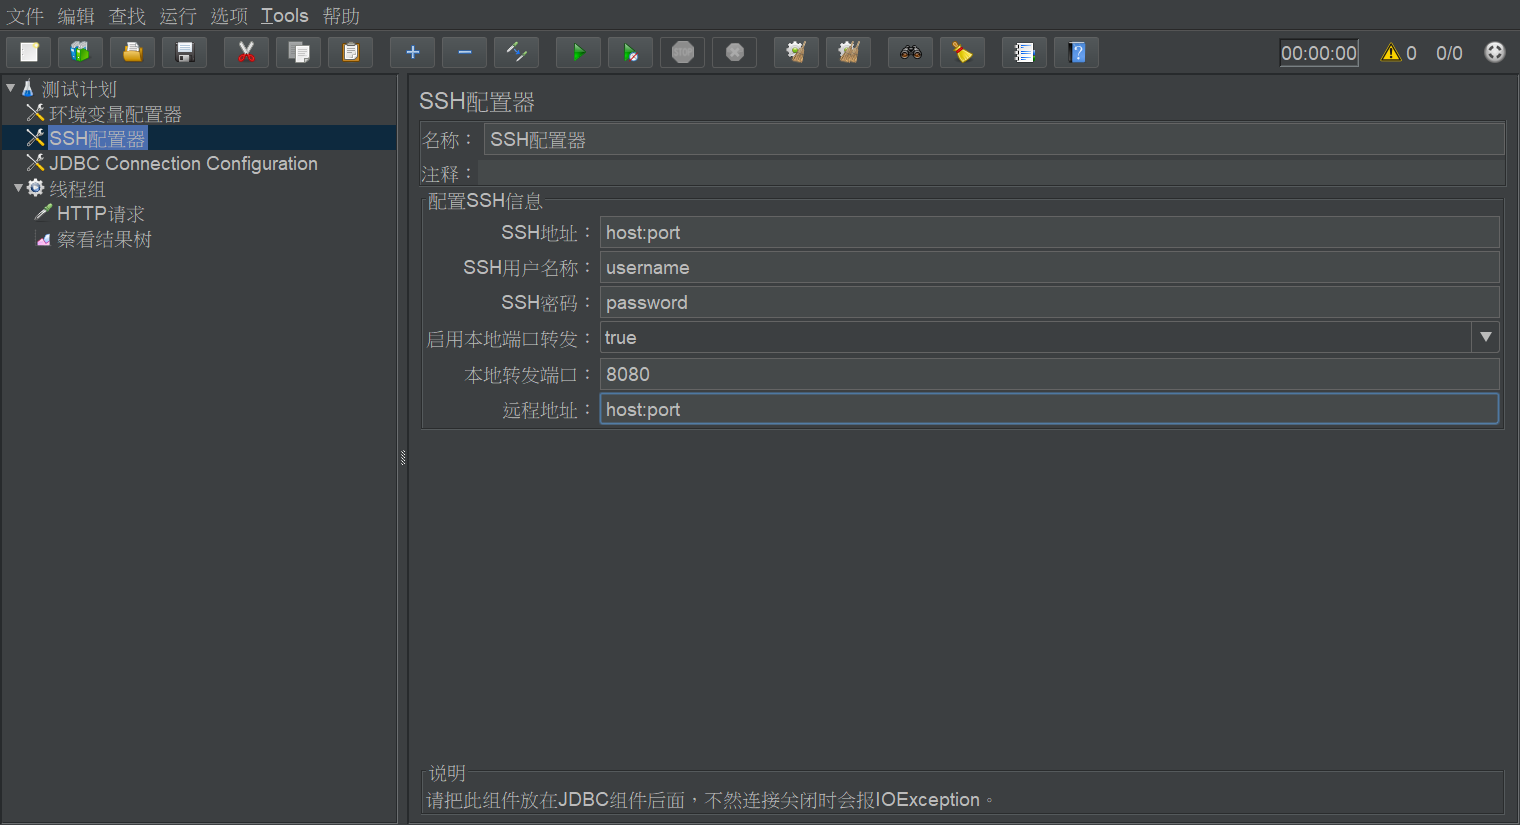 文件 编辑 查找 运行 选项 Tools 帮助
STOP
00:00:00 0 0/0
测试计划
环境变量配置器
SSH配置器
JDBC Connection Configuration
线程组
HTTP请求
察看结果树
SSH配置器
名称： SSH配置器
注释：
配置SSH信息
SSH地址： host:port
SSH用户名称： username
SSH密码： password
启用本地端口转发： true
本地转发端口： 8080
远程地址： host:port
说明
请把此组件放在JDBC组件后面，不然连接关闭时会报IOException。